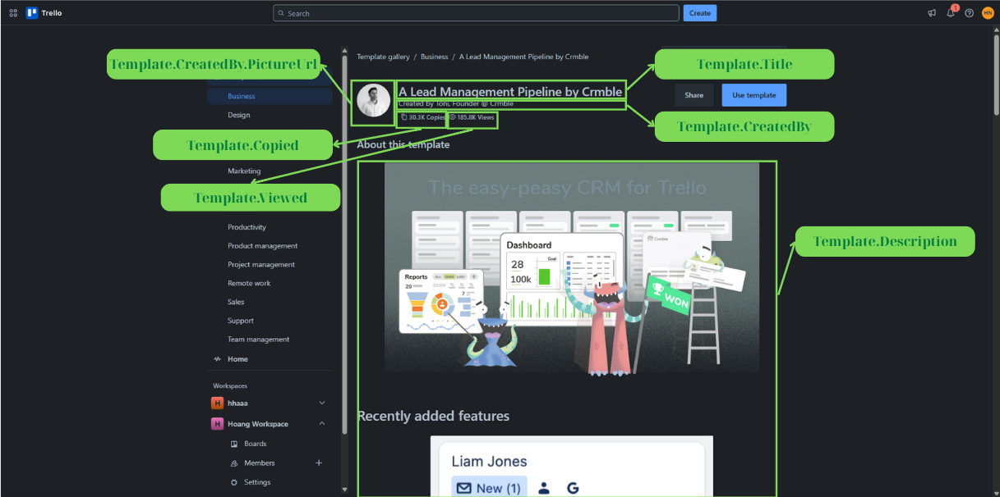 Trello
Search
Create
1
HN
Template.CreatedBy.PictureUrl
Business
Design
Template.Copied
Marketing
Template.Viewed
Productivity
Product management
Project management
Remote work
Sales
Support
Team management
Home
Workspaces
H hhaaa
H Hoang Workspace
Boards
Members
Settings
Template gallery / Business / A Lead Management Pipeline by Crmble
A Lead Management Pipeline by Crmble
Created by Toni, Founder @ Crmble
30.3K Copies 185.8K Views
Template.Title
Share
Use template
Template.CreatedBy
About this template
The easy-peasy CRM for Trello
Dashboard
Goal
28
100k
Crmble
Reports
ALL
LOST
28
7
WON
Template.Description
Recently added features
Liam Jones
New (1)
G